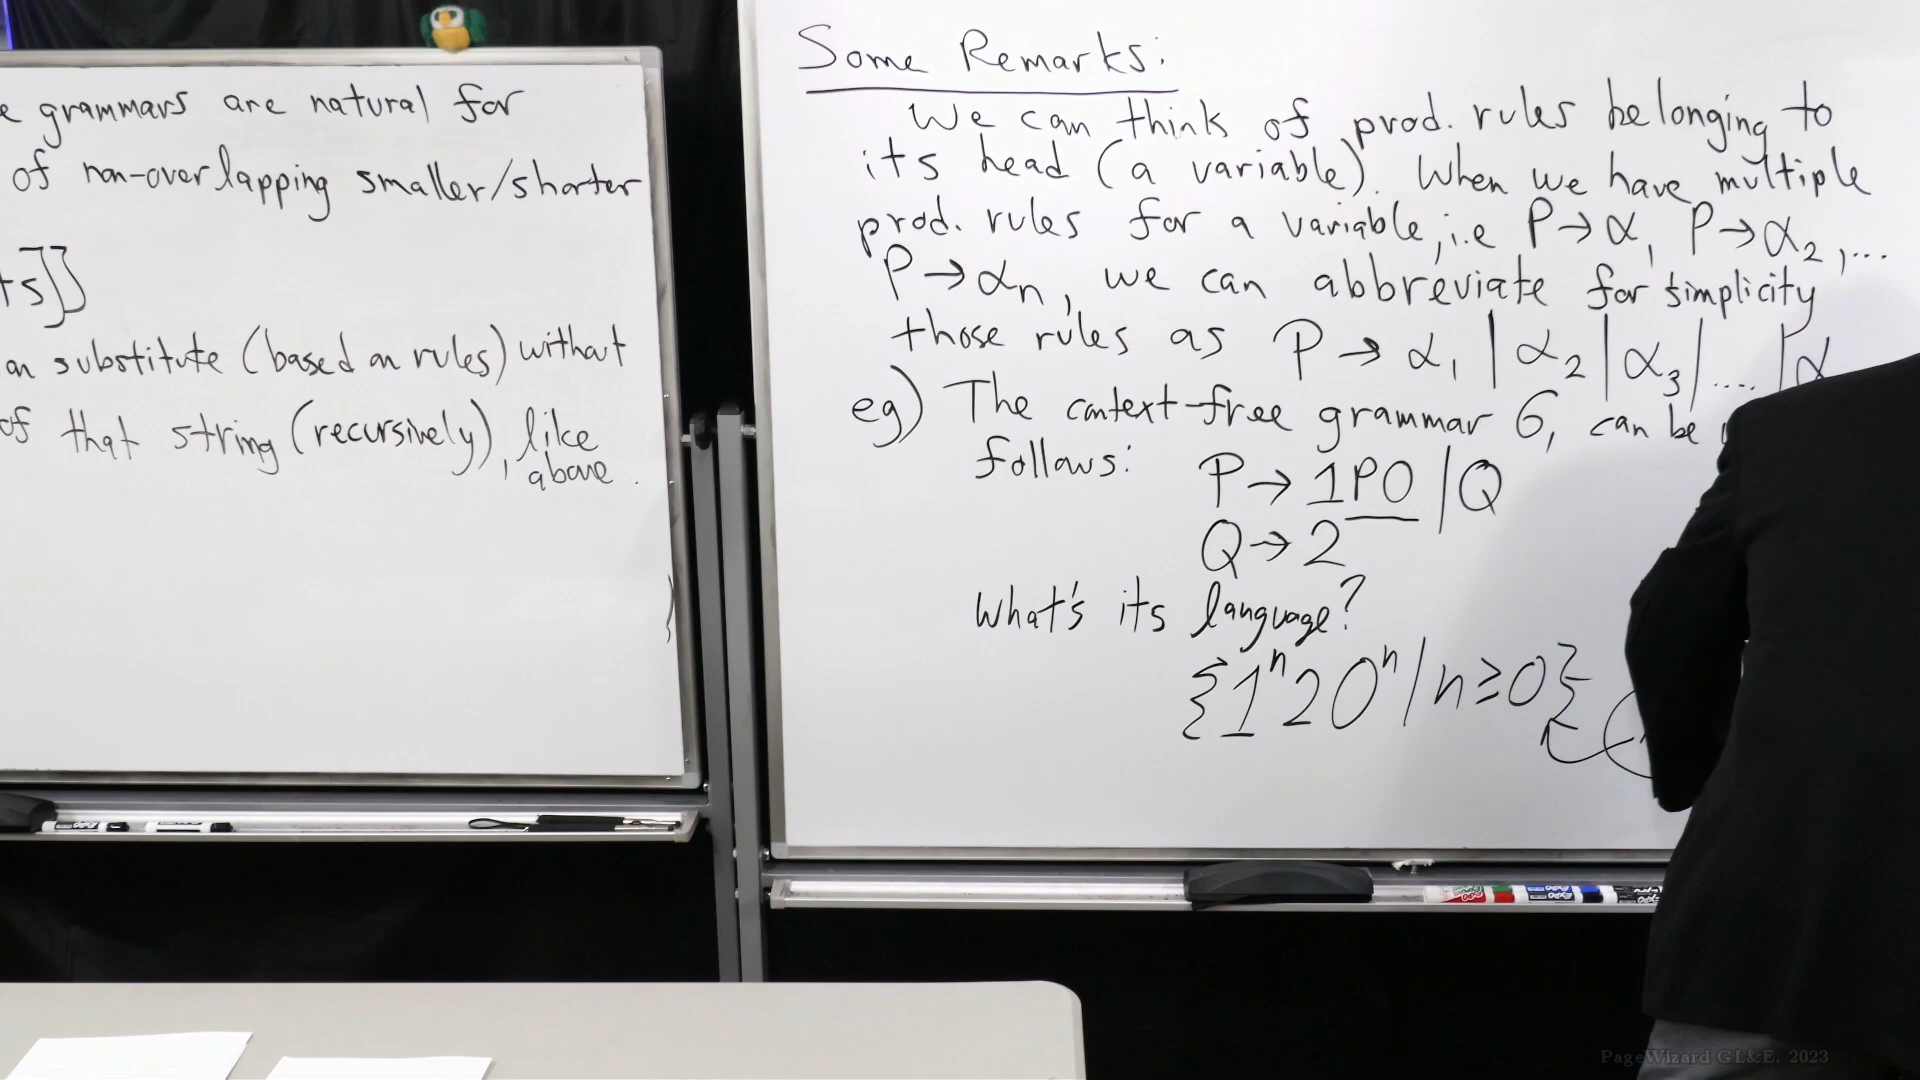 e grammars are natural for
of non-overlapping smaller/shorter
ts]]
an substitute (based on rules) without
of that string (recursively), like
above.
Some Remarks:
We can think of prod. rules belonging to
its head (a variable). When we have multiple
prod. rules for a variable, i.e P→α₁ P→α₂, ...
P→αn, we can abbreviate for simplicity
those rules as P → α₁ | α₂ | α₃ | .... | α
eg) The context-free grammar G₁ can be
follows: P → 1P0 | Q
Q → 2
What's its language?
{1ⁿ20ⁿ | n≥0}
PageWizard GL&E, 2023